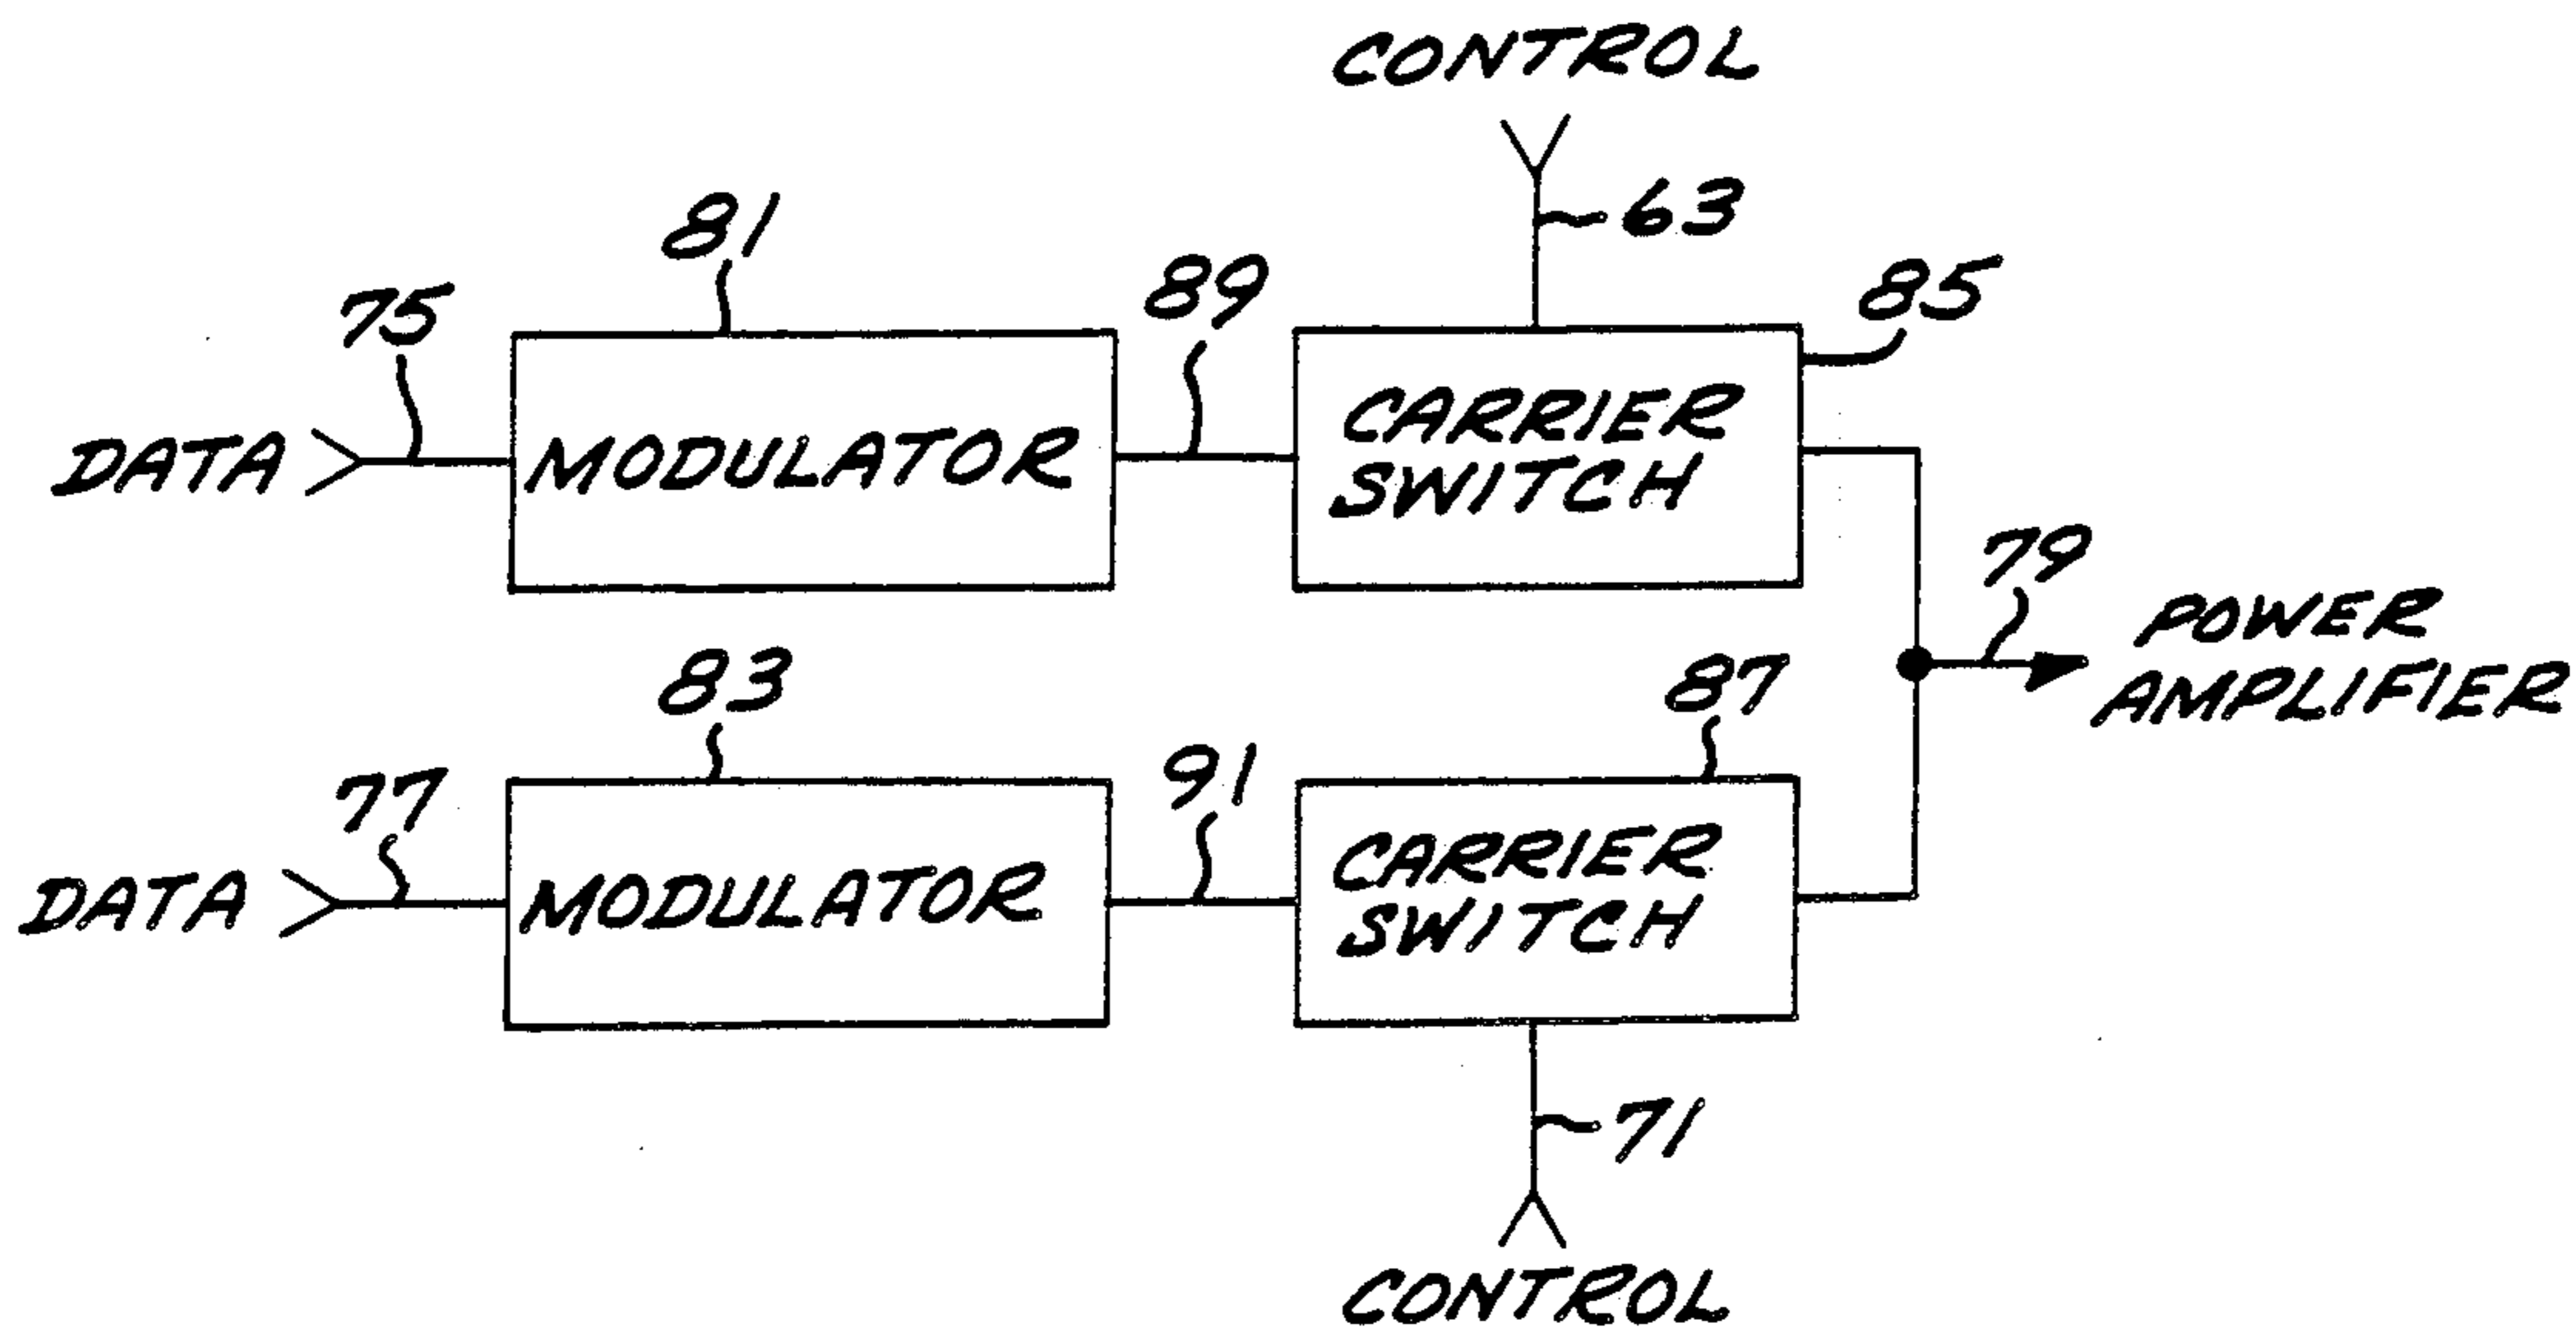 CONTROL
63
81
89
85
75
DATA
MODULATOR
CARRIER
SWITCH
79
POWER
AMPLIFIER
83
87
91
77
DATA
MODULATOR
CARRIER
SWITCH
71
CONTROL